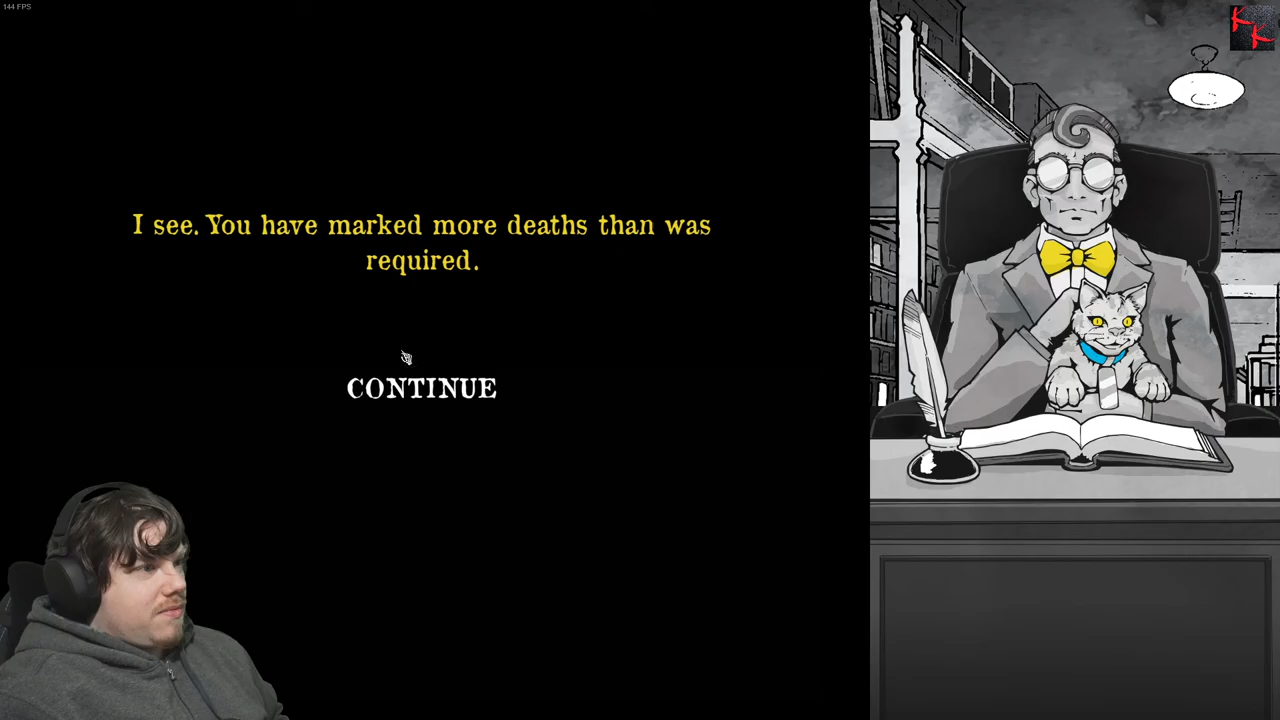 144 FPS
I see. You have marked more deaths than was
required.
CONTINUE
K
K